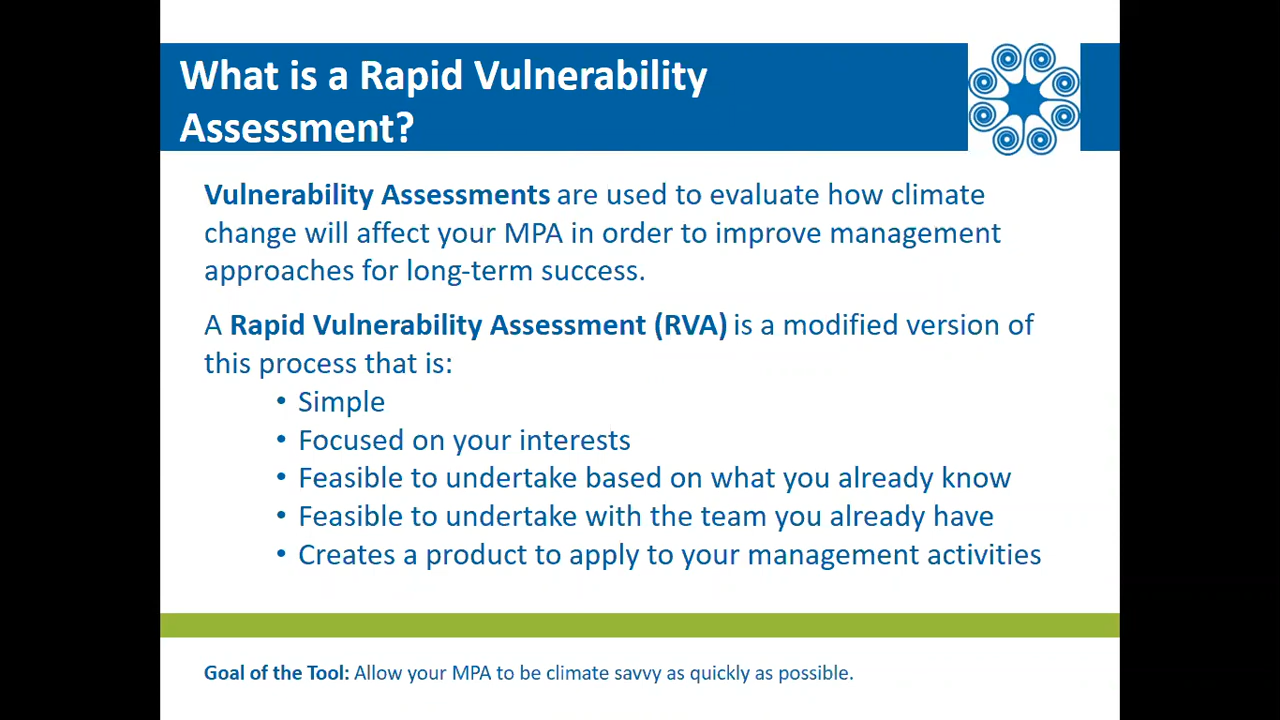 What is a Rapid Vulnerability
Assessment?
Vulnerability Assessments are used to evaluate how climate
change will affect your MPA in order to improve management
approaches for long-term success.
A Rapid Vulnerability Assessment (RVA) is a modified version of
this process that is:
• Simple
• Focused on your interests
• Feasible to undertake based on what you already know
• Feasible to undertake with the team you already have
• Creates a product to apply to your management activities
Goal of the Tool: Allow your MPA to be climate savvy as quickly as possible.